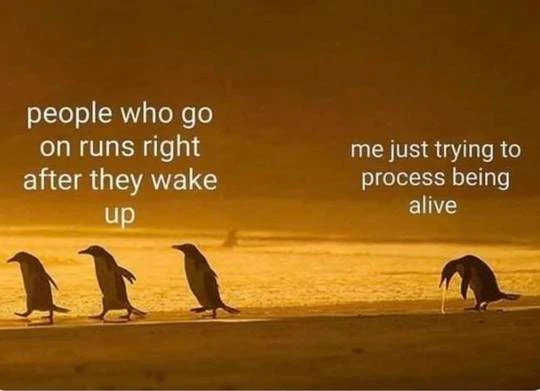 people who go
on runs right
after they wake
up
me just trying to
process being
alive